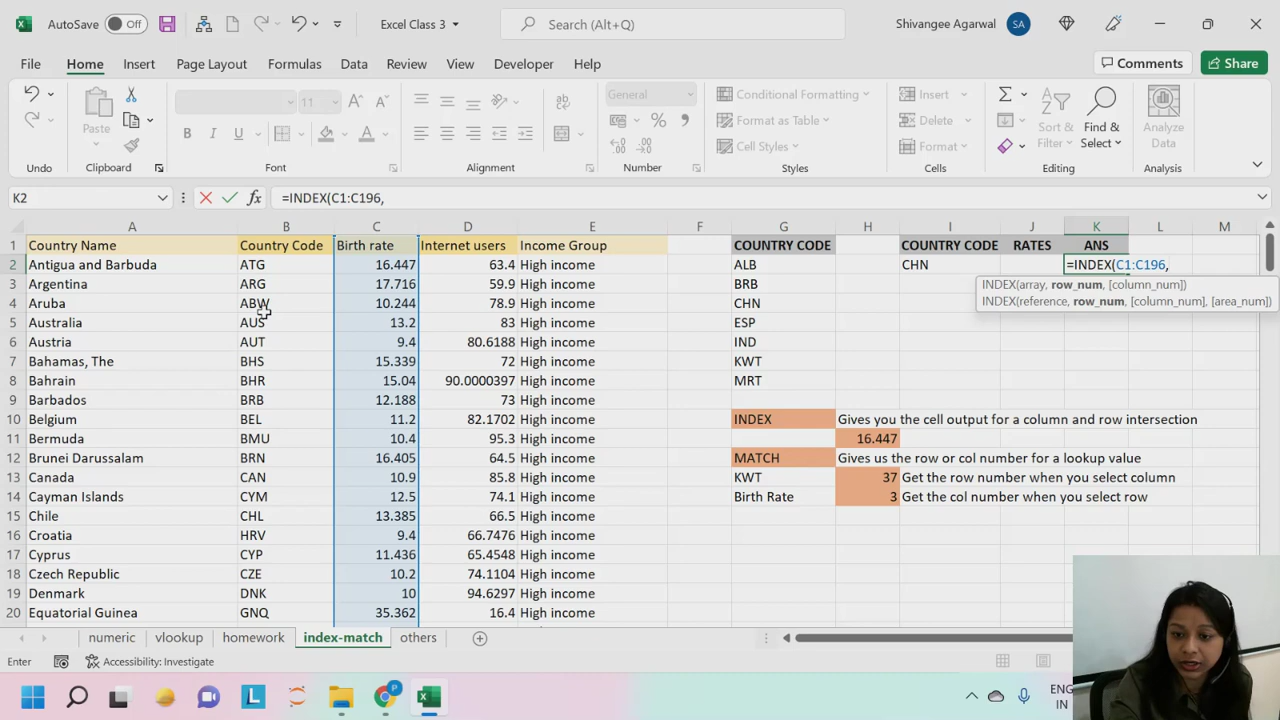 AutoSave Off Excel Class 3 Search (Alt+Q) Shivangee Agarwal SA
File Home Insert Page Layout Formulas Data Review View Developer Help Comments Share
General Conditional Formatting Insert
11 Format as Table Delete
Paste Sort & Filter Find & Select Analyze Data
Cell Styles Format
Undo Clipboard Font Alignment Number Styles Cells Editing Analysis
K2 fx =INDEX(C1:C196,
A B C D E F G H I J K L M
1 Country Name Country Code Birth rate Internet users Income Group COUNTRY CODE COUNTRY CODE RATES ANS
2 Antigua and Barbuda ATG 16.447 63.4 High income ALB CHN =INDEX(C1:C196,
3 Argentina ARG 17.716 59.9 High income BRB INDEX(array, row_num, [column_num])
4 Aruba ABW 10.244 78.9 High income CHN INDEX(reference, row_num, [column_num], [area_num])
5 Australia AUS 13.2 83 High income ESP
6 Austria AUT 9.4 80.6188 High income IND
7 Bahamas, The BHS 15.339 72 High income KWT
8 Bahrain BHR 15.04 90.0000397 High income MRT
9 Barbados BRB 12.188 73 High income
10 Belgium BEL 11.2 82.1702 High income INDEX Gives you the cell output for a column and row intersection
11 Bermuda BMU 10.4 95.3 High income 16.447
12 Brunei Darussalam BRN 16.405 64.5 High income MATCH Gives us the row or col number for a lookup value
13 Canada CAN 10.9 85.8 High income KWT 37 Get the row number when you select column
14 Cayman Islands CYM 12.5 74.1 High income Birth Rate 3 Get the col number when you select row
15 Chile CHL 13.385 66.5 High income
16 Croatia HRV 9.4 66.7476 High income
17 Cyprus CYP 11.436 65.4548 High income
18 Czech Republic CZE 10.2 74.1104 High income
19 Denmark DNK 10 94.6297 High income
20 Equatorial Guinea GNQ 35.362 16.4 High income
numeric vlookup homework index-match others
Enter Accessibility: Investigate
ENG
IN